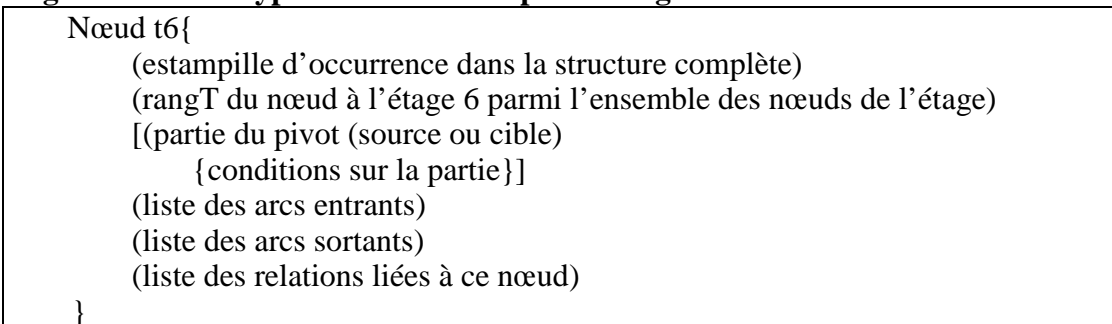 Nœud t6{
(estampille d’occurrence dans la structure complète)
(rangT du nœud à l’étage 6 parmi l’ensemble des nœuds de l’étage)
[(partie du pivot (source ou cible)
{conditions sur la partie}]
(liste des arcs entrants)
(liste des arcs sortants)
(liste des relations liées à ce nœud)
}